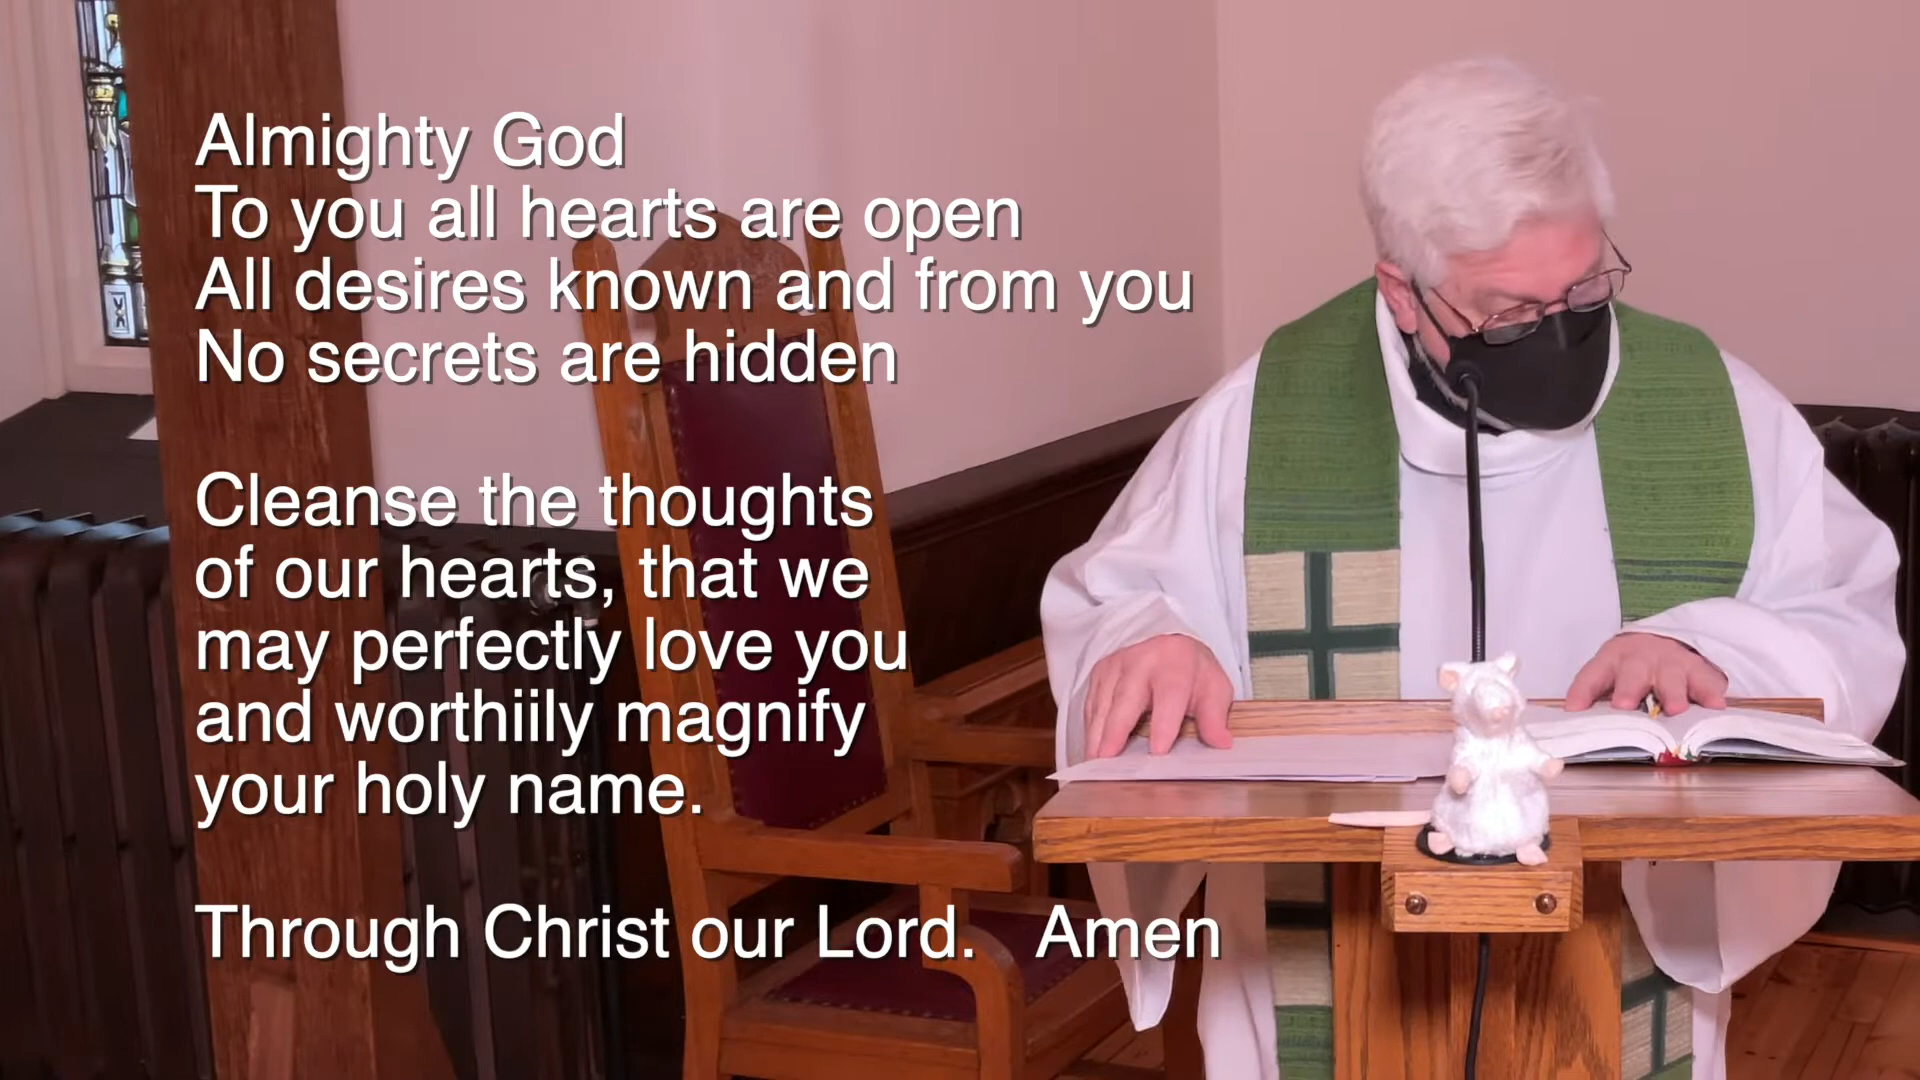 Almighty God
To you all hearts are open
All desires known and from you
No secrets are hidden
Cleanse the thoughts
of our hearts, that we
may perfectly love you
and worthiily magnify
your holy name.
Through Christ our Lord. Amen